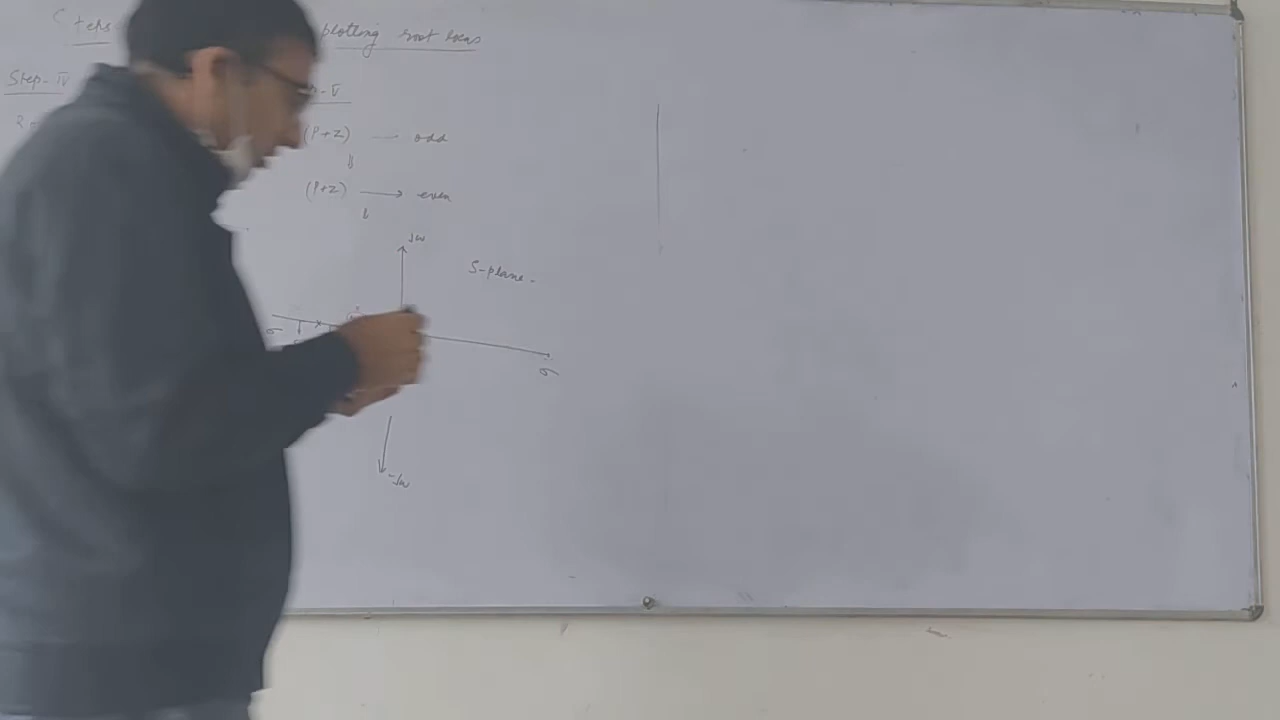 plotting root locus
Step-IV
-V
(P+Z) — odd
(P+Z) → even
jω
S-plane-
σ
σ
-jω